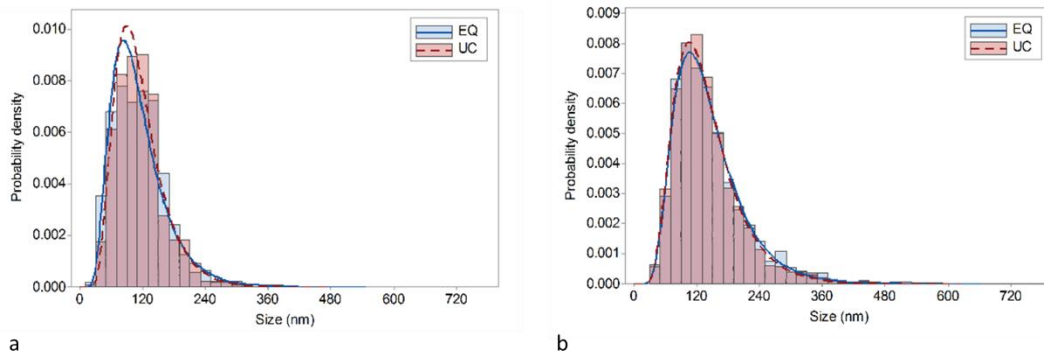 EQ
UC
0.010
0.008
0.006
0.004
0.002
0.000
Probability density
0 120 240 360 480 600 720
Size (nm)
a
EQ
UC
0.009
0.008
0.007
0.006
0.005
0.004
0.003
0.002
0.001
0.000
Probability density
0 120 240 360 480 600 720
Size (nm)
b